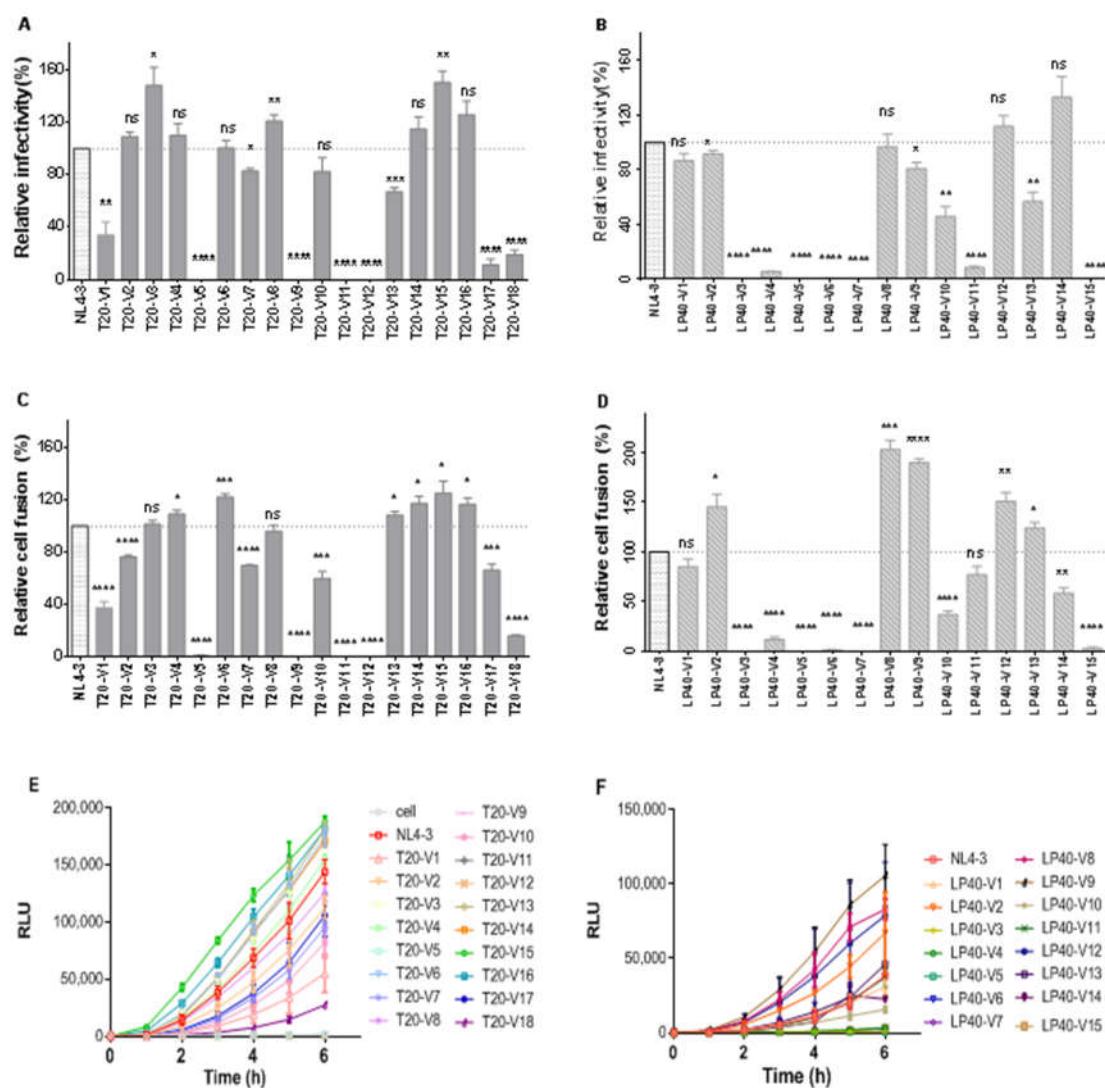 A
Relative infectivity(%)
160
120
80
40
0
** * ns ns **** ns * ** **** ns **** **** *** ns ** ns **** ****
NL4-3 T20-V1 T20-V2 T20-V3 T20-V4 T20-V5 T20-V6 T20-V7 T20-V8 T20-V9 T20-V10 T20-V11 T20-V12 T20-V13 T20-V14 T20-V15 T20-V16 T20-V17 T20-V18
B
Relative infectivity(%)
160
120
80
40
0
ns * **** **** **** **** **** ns * ** **** ns ** ns ****
NL4-3 LP40-V1 LP40-V2 LP40-V3 LP40-V4 LP40-V5 LP40-V6 LP40-V7 LP40-V8 LP40-V9 LP40-V10 LP40-V11 LP40-V12 LP40-V13 LP40-V14 LP40-V15
C
Relative cell fusion (%)
160
120
80
40
0
**** **** ns * **** *** **** ns **** *** **** **** * * * * *** ****
NL4-3 T20-V1 T20-V2 T20-V3 T20-V4 T20-V5 T20-V6 T20-V7 T20-V8 T20-V9 T20-V10 T20-V11 T20-V12 T20-V13 T20-V14 T20-V15 T20-V16 T20-V17 T20-V18
D
Relative cell fusion (%)
200
150
100
50
0
ns * **** **** **** **** **** *** **** **** ns ** * ** ****
NL4-3 LP40-V1 LP40-V2 LP40-V3 LP40-V4 LP40-V5 LP40-V6 LP40-V7 LP40-V8 LP40-V9 LP40-V10 LP40-V11 LP40-V12 LP40-V13 LP40-V14 LP40-V15
E
RLU
200,000
150,000
100,000
50,000
0
0 2 4 6
Time (h)
cell
NL4-3
T20-V1
T20-V2
T20-V3
T20-V4
T20-V5
T20-V6
T20-V7
T20-V8
T20-V9
T20-V10
T20-V11
T20-V12
T20-V13
T20-V14
T20-V15
T20-V16
T20-V17
T20-V18
F
RLU
150,000
100,000
50,000
0
0 2 4 6
Time (h)
NL4-3
LP40-V1
LP40-V2
LP40-V3
LP40-V4
LP40-V5
LP40-V6
LP40-V7
LP40-V8
LP40-V9
LP40-V10
LP40-V11
LP40-V12
LP40-V13
LP40-V14
LP40-V15